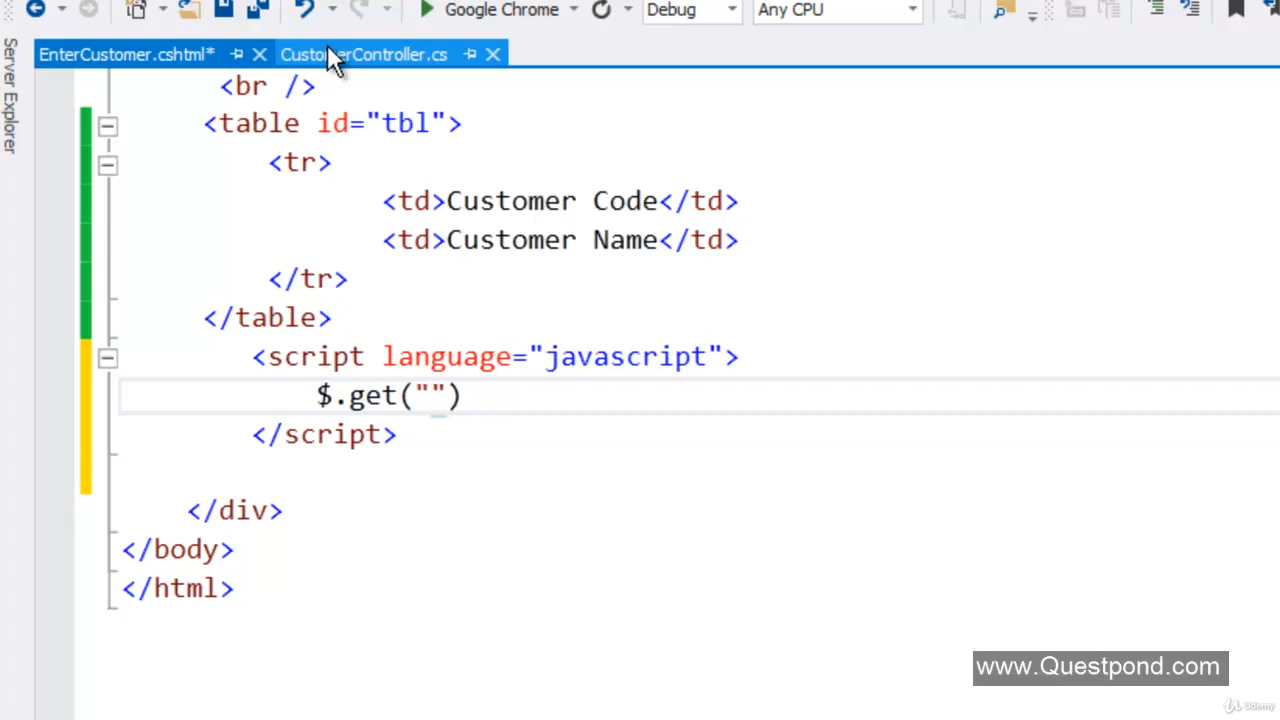 Google Chrome Debug Any CPU
EnterCustomer.cshtml* CustomerController.cs
Server Explorer
<br />
<table id="tbl">
<tr>
<td>Customer Code</td>
<td>Customer Name</td>
</tr>
</table>
<script language="javascript">
$.get("")
</script>
</div>
</body>
</html>
www.Questpond.com
Udemy